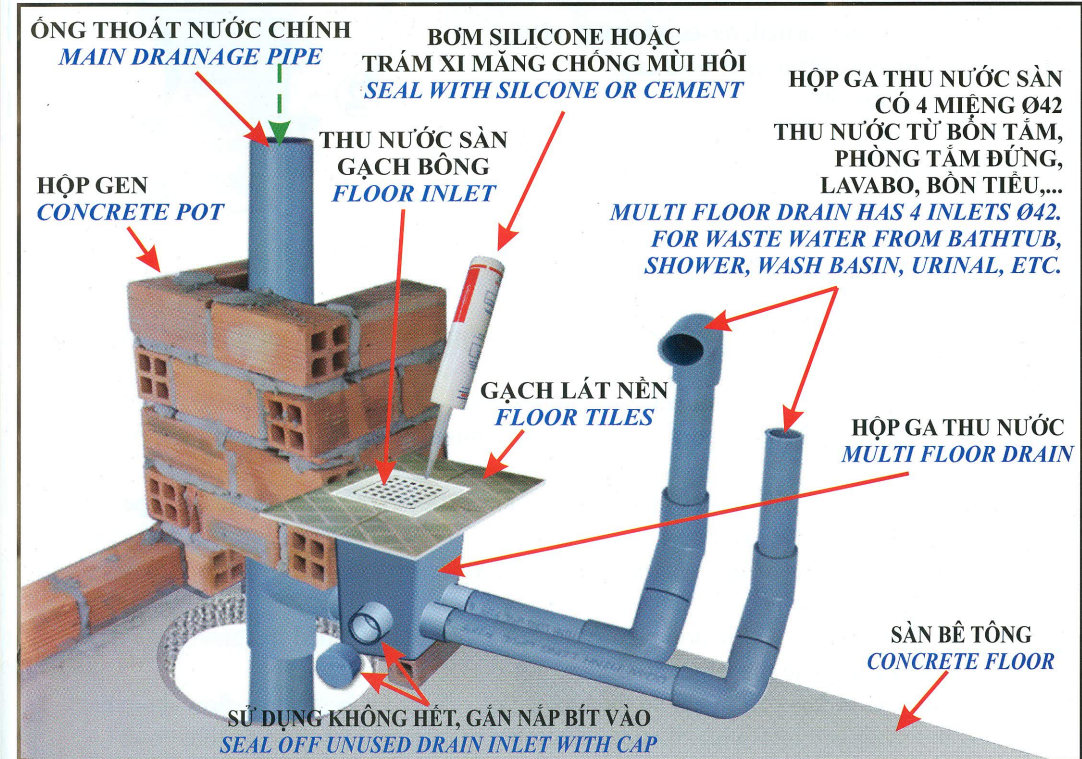 ỐNG THOÁT NƯỚC CHÍNH
MAIN DRAINAGE PIPE
BƠM SILICONE HOẶC
TRÁM XI MĂNG CHỐNG MÙI HÔI
SEAL WITH SILCONE OR CEMENT
HỘP GA THU NƯỚC SÀN
CÓ 4 MIỆNG Ø42
THU NƯỚC TỪ BỒN TẮM,
PHÒNG TẮM ĐỨNG,
LAVABO, BỒN TIỂU,...
MULTI FLOOR DRAIN HAS 4 INLETS Ø42.
FOR WASTE WATER FROM BATHTUB,
SHOWER, WASH BASIN, URINAL, ETC.
THU NƯỚC SÀN
GẠCH BÔNG
FLOOR INLET
HỘP GEN
CONCRETE POT
GẠCH LÁT NỀN
FLOOR TILES
HỘP GA THU NƯỚC
MULTI FLOOR DRAIN
SÀN BÊ TÔNG
CONCRETE FLOOR
SỬ DỤNG KHÔNG HẾT, GẮN NẮP BÍT VÀO
SEAL OFF UNUSED DRAIN INLET WITH CAP